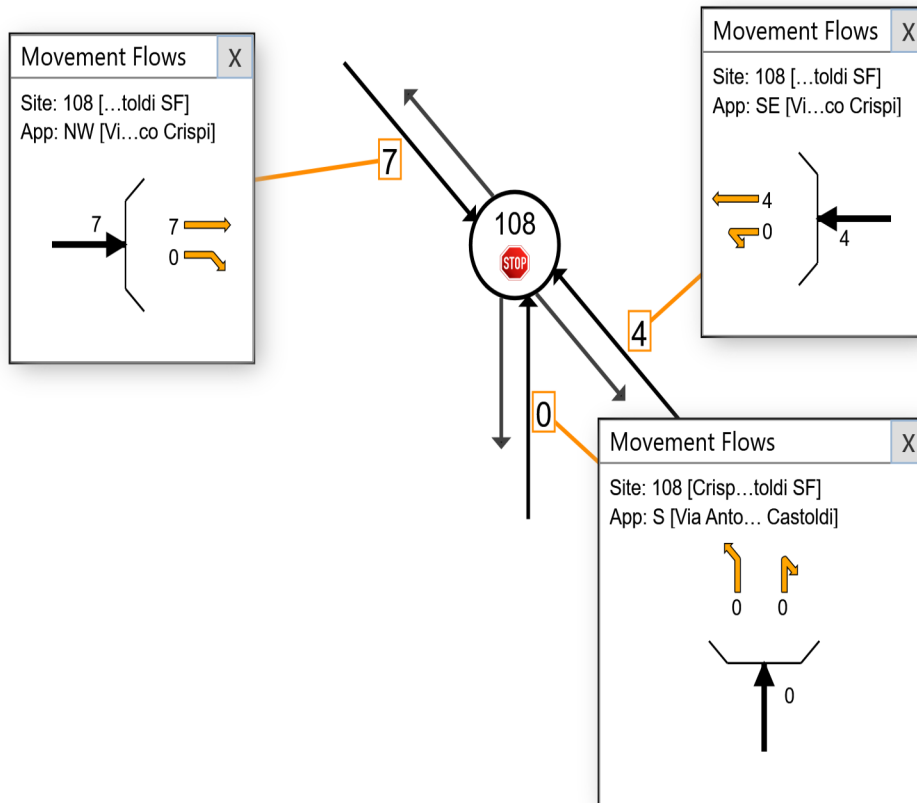 Movement Flows X
Site: 108 […toldi SF]
App: NW [Vi…co Crispi]
7
7
0
7
108
STOP
4
0
Movement Flows X
Site: 108 […toldi SF]
App: SE [Vi…co Crispi]
4
0
4
Movement Flows X
Site: 108 [Crisp…toldi SF]
App: S [Via Anto… Castoldi]
0 0
0